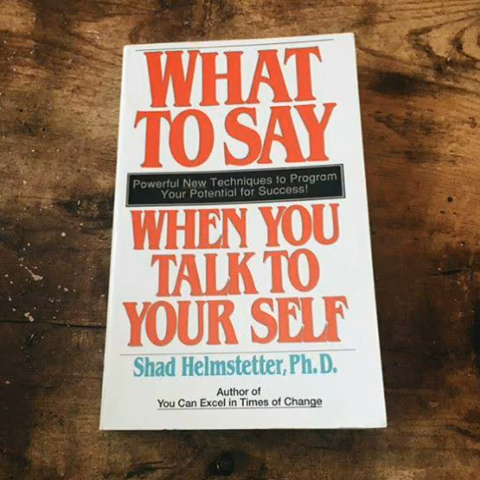 WHAT
TO SAY
Powerful New Techniques to Program
Your Potential for Success!
WHEN YOU
TALK TO
YOUR SELF
Shad Helmstetter, Ph.D.
Author of
You Can Excel in Times of Change